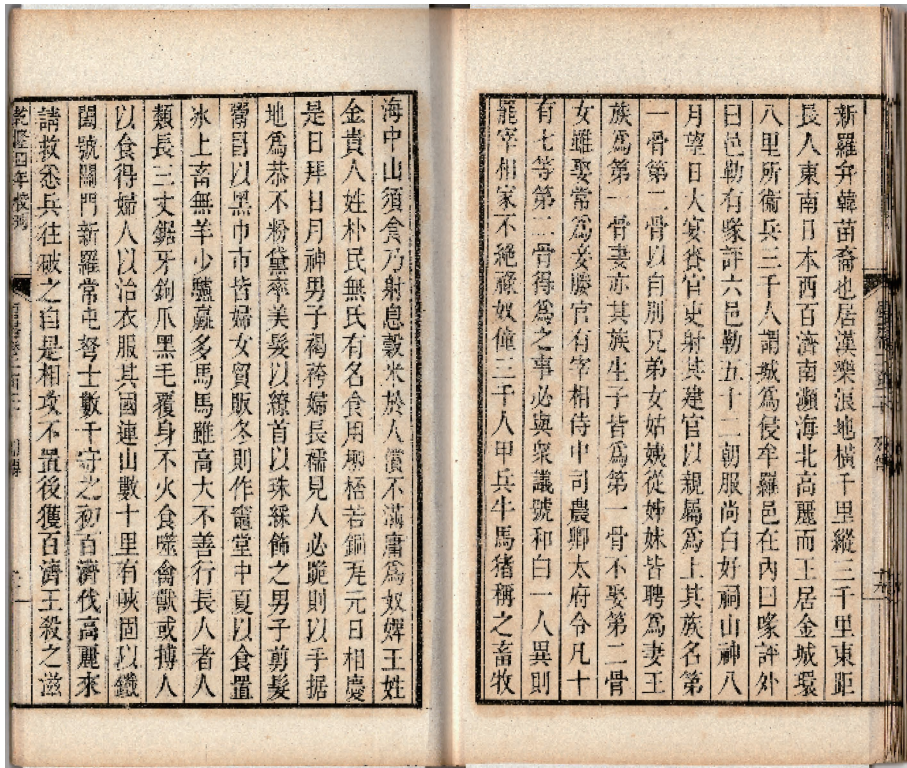 新羅弁韓苗裔也居漢樂浪地橫千里縱三千里東距
長人東南日本西百濟南瀕海北高麗而王居金城環
八里所衛兵三千人謂城爲侵牟羅邑在內曰喙評外
曰邑勒有喙評六邑勒五十二朝服尚白好祠山神八
月望日大宴賚官吏射其建官以親屬爲上其族名第
一骨第二骨以自別兄弟女姑姨從姊妹皆聘爲妻王
族爲第一骨妻亦其族生子皆爲第一骨不娶第二骨
女雖娶常爲妾媵官有宰相侍中司農卿太府令凡十
有七等第二骨得爲之事必與衆議號和白一人異則
罷宰相家不絕祿奴僮三千人甲兵牛馬猪稱之畜牧
海中山須食乃射息穀米於人償不滿庸爲奴婢王姓
金貴人姓朴民無氏有名食用柳桮若銅瓦元日相慶
是日拜日月神男子褐袴婦長襦見人必跪則以手据
地爲恭不粉黛率美髮以繚首以珠綵飾之男子翦髮
鬻冒以黑巾市皆婦女貿販冬則作竈堂中夏以食置
冰上畜無羊少驢驘多馬馬雖高大不善行長人者人
類長三丈鋸牙鉤爪黑毛覆身不火食噬禽獸或搏人
以食得婦人以治衣服其國連山數十里有峽固以鐵
闔號關門新羅常屯弩士數千守之初百濟伐高麗來
請救悉兵往破之自是相攻不置後獲百濟王殺之滋
乾隆四年校刊
列傳
列傳